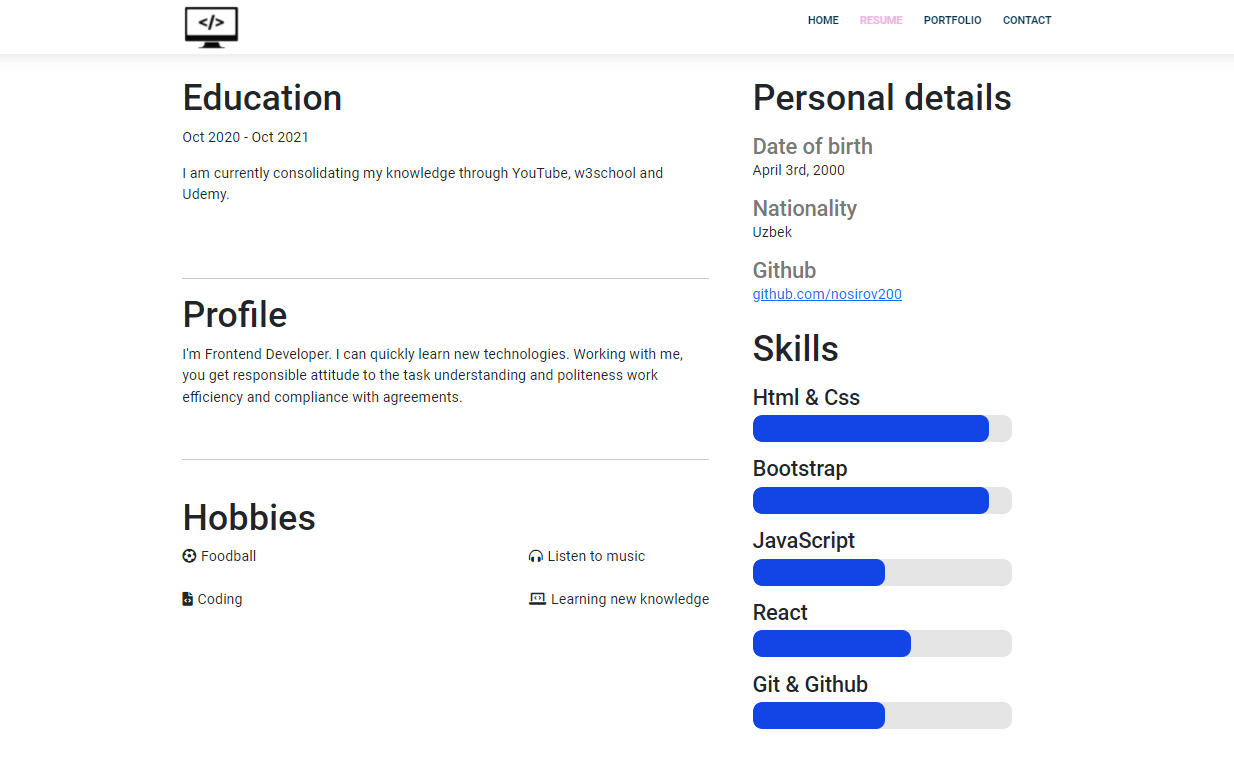 </>
HOME RESUME PORTFOLIO CONTACT
Education
Oct 2020 - Oct 2021
I am currently consolidating my knowledge through YouTube, w3school and
Udemy.
Profile
I'm Frontend Developer. I can quickly learn new technologies. Working with me,
you get responsible attitude to the task understanding and politeness work
efficiency and compliance with agreements.
Hobbies
Foodball
Listen to music
Coding
Learning new knowledge
Personal details
Date of birth
April 3rd, 2000
Nationality
Uzbek
Github
github.com/nosirov200
Skills
Html & Css
Bootstrap
JavaScript
React
Git & Github